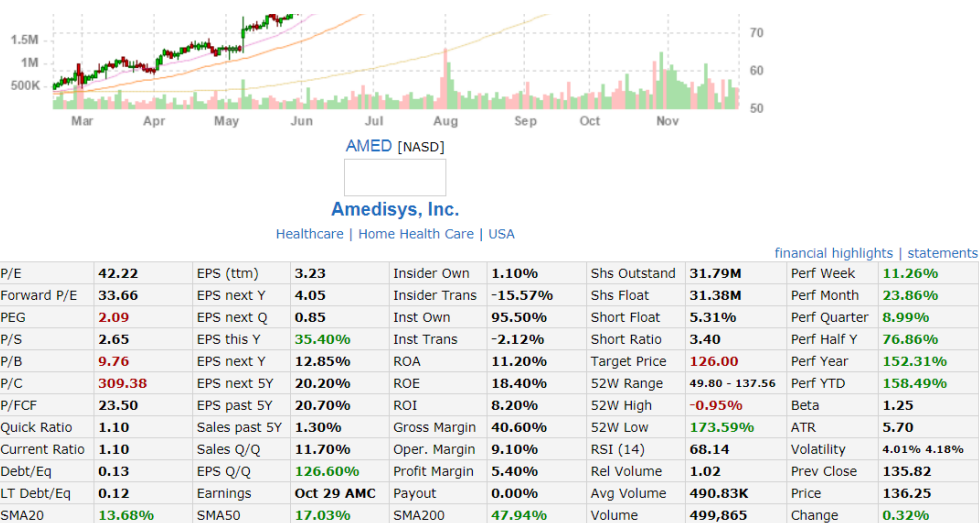 70
1.5M
1M
60
500K
50
Mar Apr May Jun Jul Aug Sep Oct Nov
AMED [NASD]
Amedisys, Inc.
Healthcare | Home Health Care | USA
financial highlights | statements
P/E 42.22 EPS (ttm) 3.23 Insider Own 1.10% Shs Outstand 31.79M Perf Week 11.26%
Forward P/E 33.66 EPS next Y 4.05 Insider Trans -15.57% Shs Float 31.38M Perf Month 23.86%
PEG 2.09 EPS next Q 0.85 Inst Own 95.50% Short Float 5.31% Perf Quarter 8.99%
P/S 2.65 EPS this Y 35.40% Inst Trans -2.12% Short Ratio 3.40 Perf Half Y 76.86%
P/B 9.76 EPS next Y 12.85% ROA 11.20% Target Price 126.00 Perf Year 152.31%
P/C 309.38 EPS next 5Y 20.20% ROE 18.40% 52W Range 49.80 - 137.56 Perf YTD 158.49%
P/FCF 23.50 EPS past 5Y 20.70% ROI 8.20% 52W High -0.95% Beta 1.25
Quick Ratio 1.10 Sales past 5Y 1.30% Gross Margin 40.60% 52W Low 173.59% ATR 5.70
Current Ratio 1.10 Sales Q/Q 11.70% Oper. Margin 9.10% RSI (14) 68.14 Volatility 4.01% 4.18%
Debt/Eq 0.13 EPS Q/Q 126.60% Profit Margin 5.40% Rel Volume 1.02 Prev Close 135.82
LT Debt/Eq 0.12 Earnings Oct 29 AMC Payout 0.00% Avg Volume 490.83K Price 136.25
SMA20 13.68% SMA50 17.03% SMA200 47.94% Volume 499,865 Change 0.32%